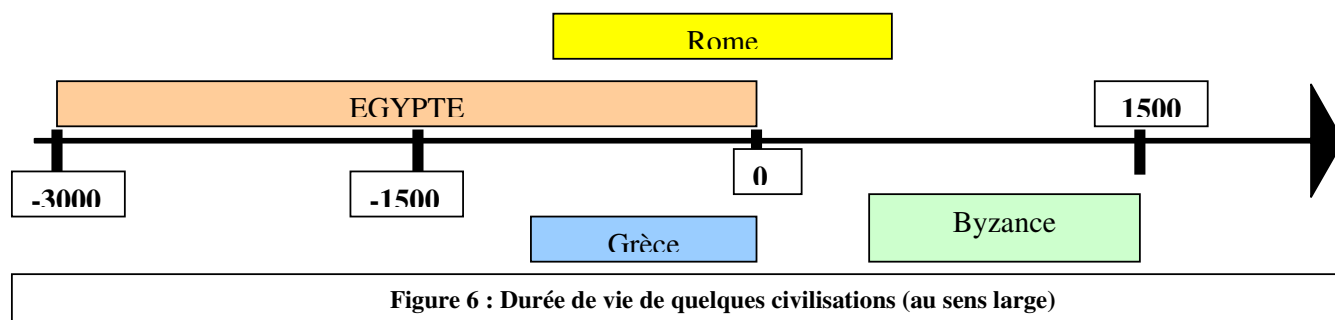 Rome
EGYPTE
1500
-3000
-1500
0
Grèce
Byzance
Figure 6 : Durée de vie de quelques civilisations (au sens large)